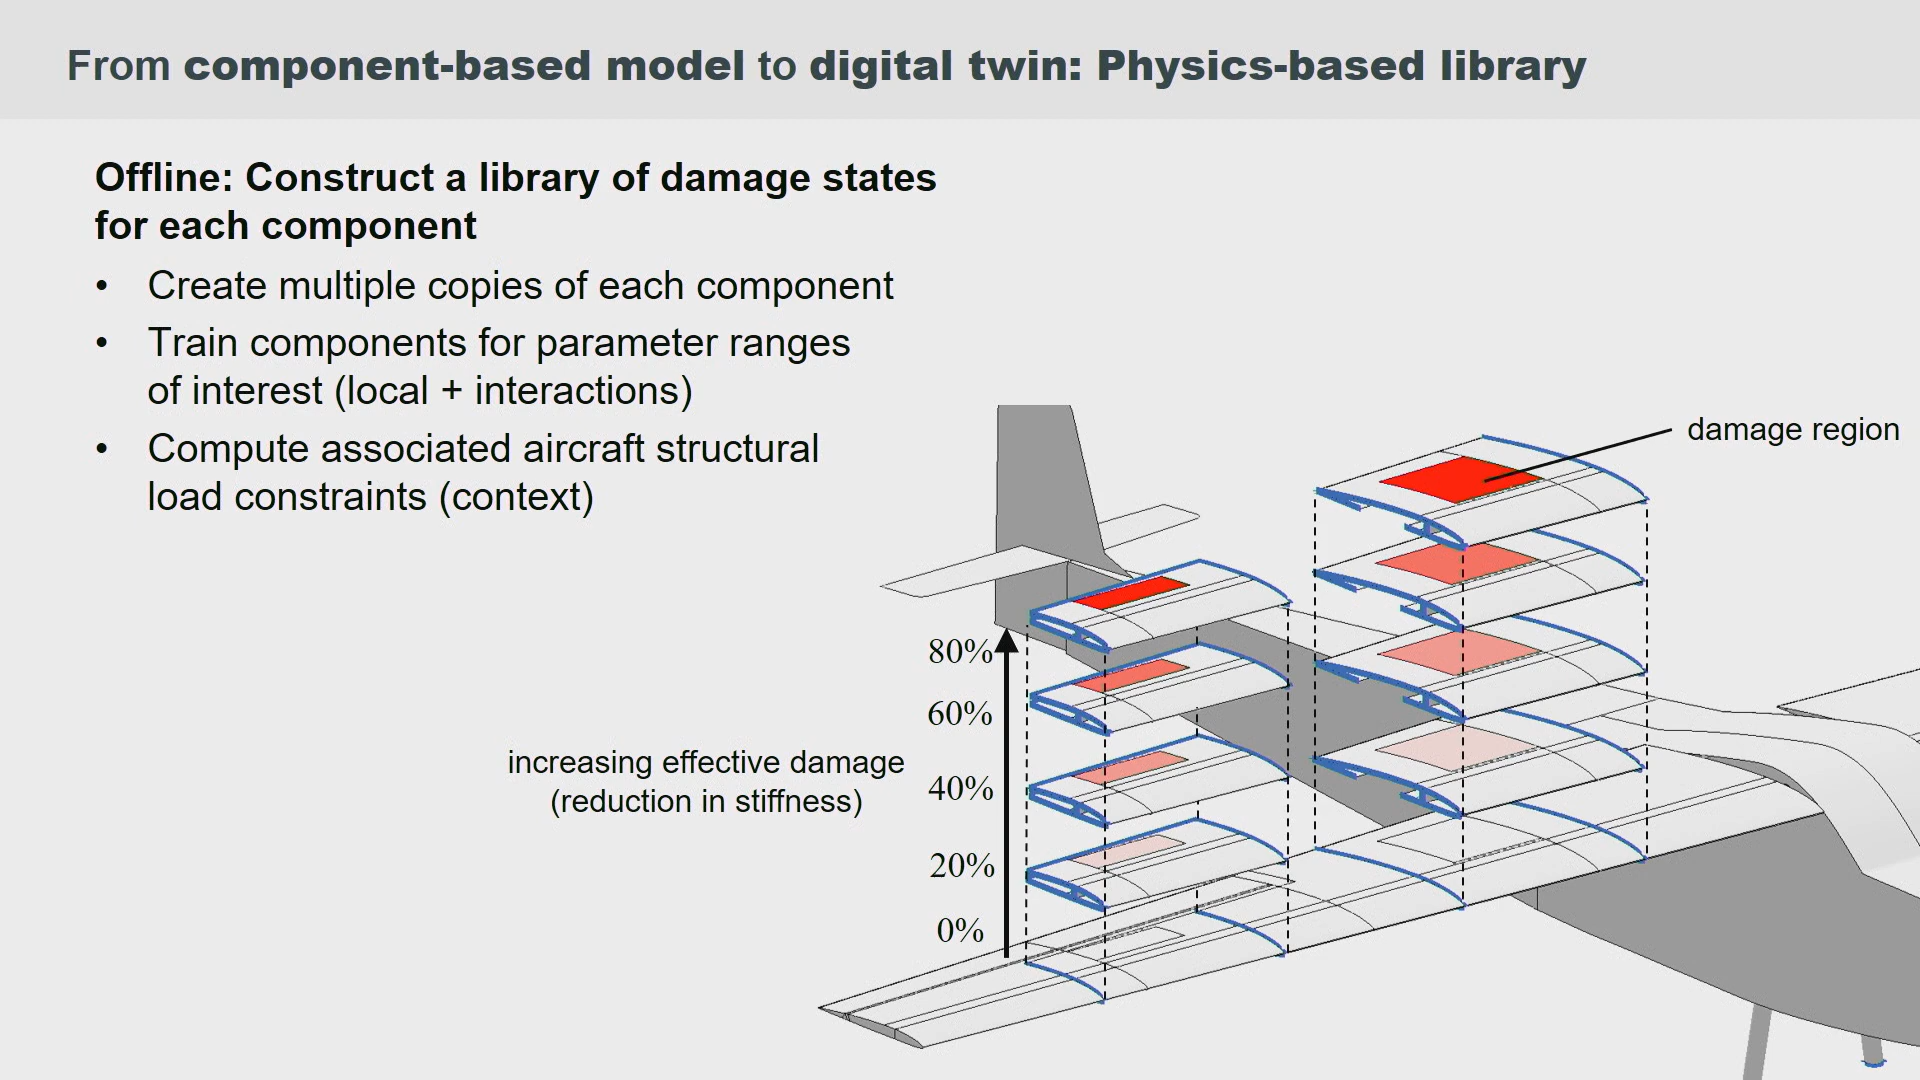 From component-based model to digital twin: Physics-based library
Offline: Construct a library of damage states
for each component
• Create multiple copies of each component
• Train components for parameter ranges
of interest (local + interactions)
• Compute associated aircraft structural
load constraints (context)
damage region
80%
60%
increasing effective damage
(reduction in stiffness)
40%
20%
0%